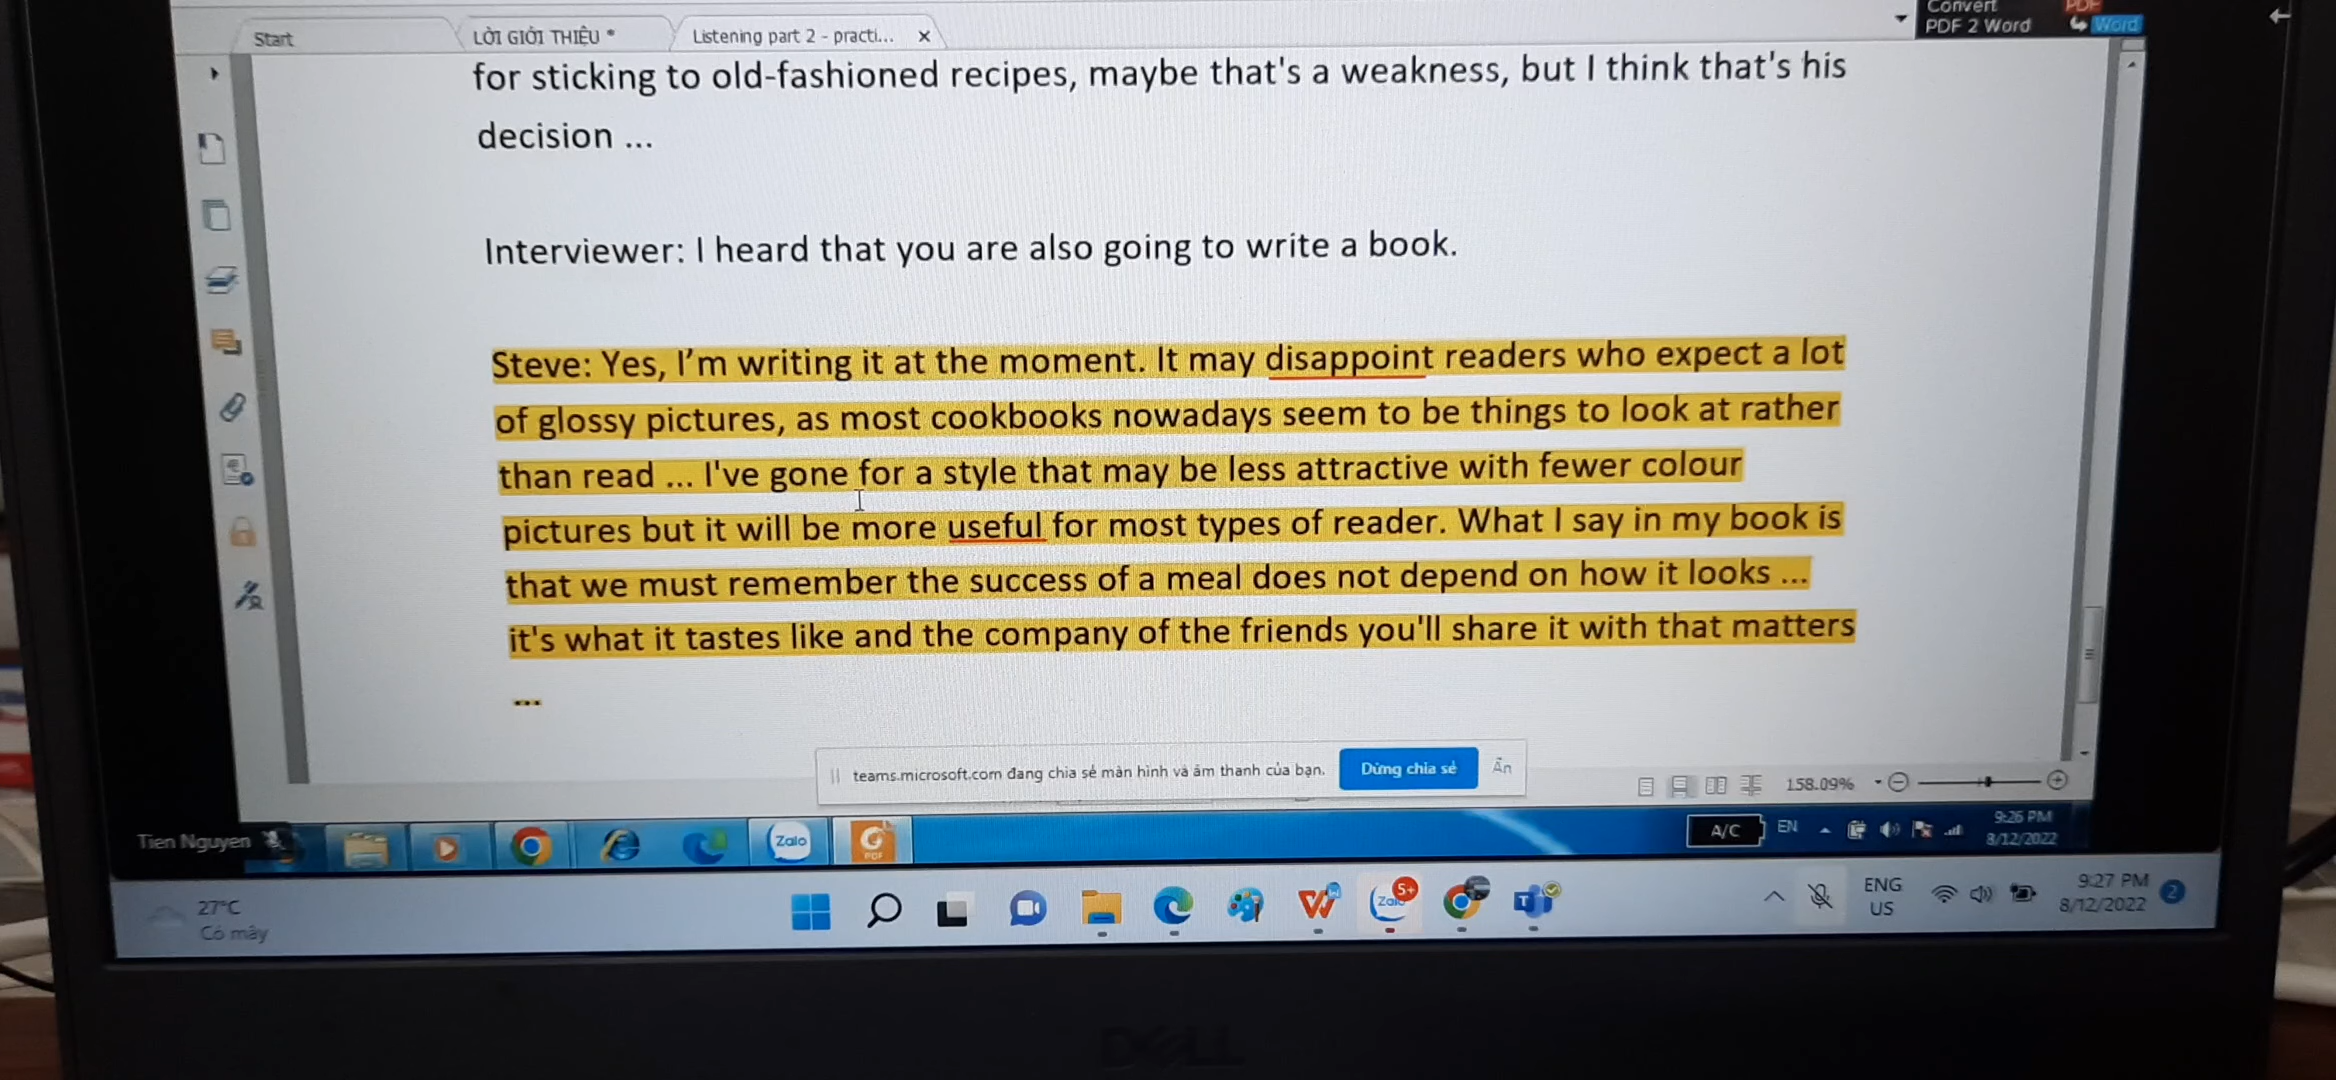 Convert
PDF 2 Word
PDF
Word
Start
LỜI GIỚI THIỆU *
Listening part 2 - practi...
for sticking to old-fashioned recipes, maybe that's a weakness, but I think that's his
decision ...
Interviewer: I heard that you are also going to write a book.
Steve: Yes, I’m writing it at the moment. It may disappoint readers who expect a lot
of glossy pictures, as most cookbooks nowadays seem to be things to look at rather
than read ... I've gone for a style that may be less attractive with fewer colour
pictures but it will be more useful for most types of reader. What I say in my book is
that we must remember the success of a meal does not depend on how it looks ...
it's what it tastes like and the company of the friends you'll share it with that matters
...
teams.microsoft.com đang chia sẻ màn hình và âm thanh của bạn.
Dừng chia sẻ
Ẩn
158.09%
Tien Nguyen
Zalo
PDF
A/C
EN
9:26 PM
8/12/2022
27°C
Có mây
Zalo
5+
ENG
US
9:27 PM
8/12/2022
2
DELL